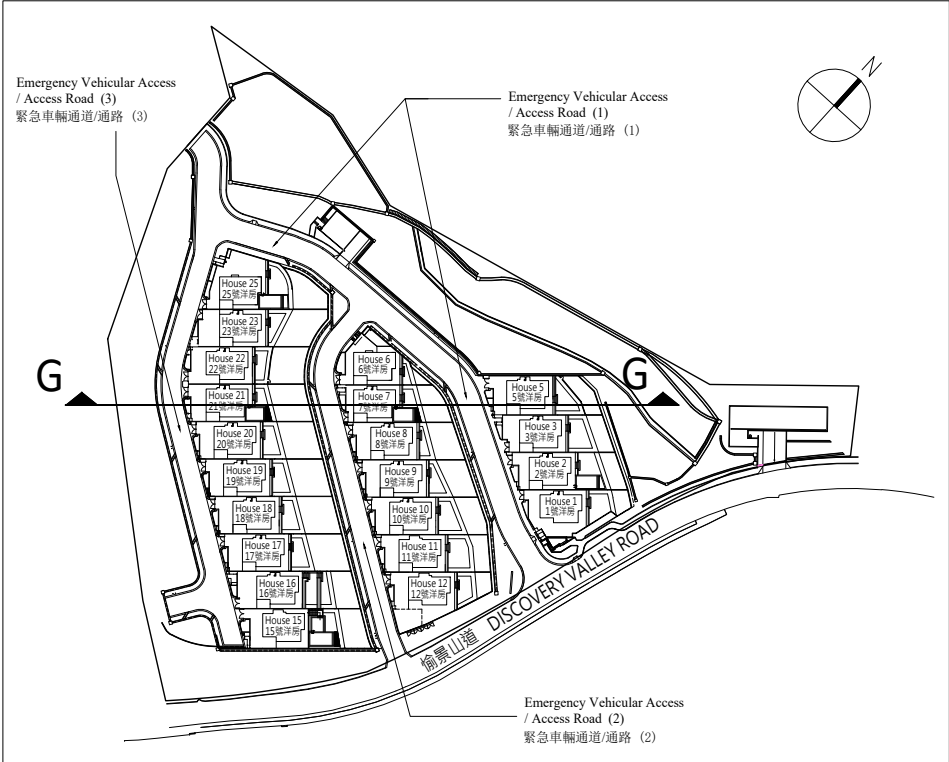 Emergency Vehicular Access
/ Access Road (3)
緊急車輛通道/通路 (3)
Emergency Vehicular Access
/ Access Road (1)
緊急車輛通道/通路 (1)
N
House 25
25號洋房
House 23
23號洋房
House 22
22號洋房
House 21
21號洋房
House 20
20號洋房
House 19
19號洋房
House 18
18號洋房
House 17
17號洋房
House 16
16號洋房
House 15
15號洋房
House 6
6號洋房
House 7
7號洋房
House 8
8號洋房
House 9
9號洋房
House 10
10號洋房
House 11
11號洋房
House 12
12號洋房
House 5
5號洋房
House 3
3號洋房
House 2
2號洋房
House 1
1號洋房
G
G
愉景山道 DISCOVERY VALLEY ROAD
Emergency Vehicular Access
/ Access Road (2)
緊急車輛通道/通路 (2)